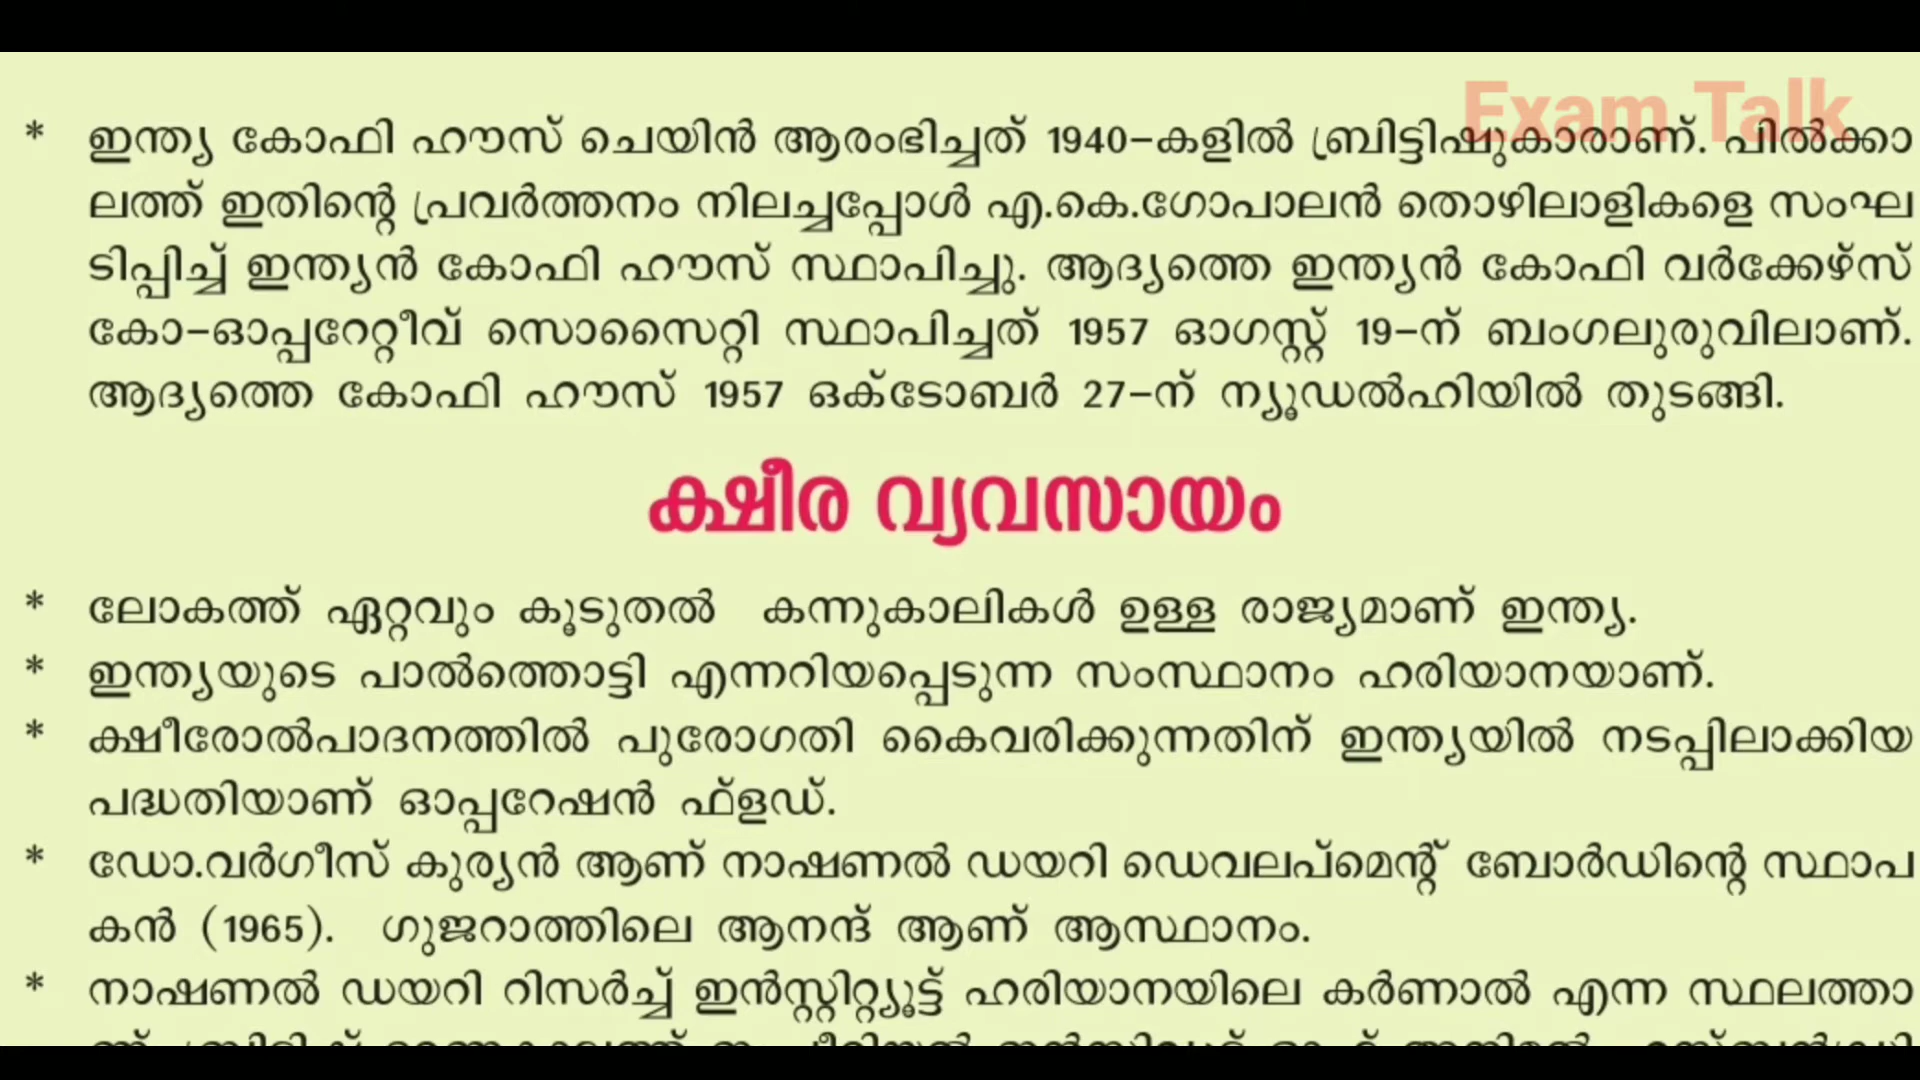 Exam Talk
* ഇന്ത്യ കോഫി ഹൗസ് ചെയിൻ ആരംഭിച്ചത് 1940-കളിൽ ബ്രിട്ടിഷുകാരാണ്. പിൽക്കാ
ലത്ത് ഇതിന്റെ പ്രവർത്തനം നിലച്ചപ്പോൾ എ.കെ.ഗോപാലൻ തൊഴിലാളികളെ സംഘ
ടിപ്പിച്ച് ഇന്ത്യൻ കോഫി ഹൗസ് സ്ഥാപിച്ചു. ആദ്യത്തെ ഇന്ത്യൻ കോഫി വർക്കേഴ്സ്
കോ-ഓപ്പറേറ്റീവ് സൊസൈറ്റി സ്ഥാപിച്ചത് 1957 ഓഗസ്റ്റ് 19-ന് ബംഗലുരുവിലാണ്.
ആദ്യത്തെ കോഫി ഹൗസ് 1957 ഒക്ടോബർ 27-ന് ന്യൂഡൽഹിയിൽ തുടങ്ങി.
ക്ഷീര വ്യവസായം
* ലോകത്ത് ഏറ്റവും കൂടുതൽ കന്നുകാലികൾ ഉള്ള രാജ്യമാണ് ഇന്ത്യ.
* ഇന്ത്യയുടെ പാൽത്തൊട്ടി എന്നറിയപ്പെടുന്ന സംസ്ഥാനം ഹരിയാനയാണ്.
* ക്ഷീരോൽപാദനത്തിൽ പുരോഗതി കൈവരിക്കുന്നതിന് ഇന്ത്യയിൽ നടപ്പിലാക്കിയ
പദ്ധതിയാണ് ഓപ്പറേഷൻ ഫ്ളഡ്.
* ഡോ.വർഗീസ് കുര്യൻ ആണ് നാഷണൽ ഡയറി ഡെവലപ്മെന്റ് ബോർഡിന്റെ സ്ഥാപ
കൻ (1965). ഗുജറാത്തിലെ ആനന്ദ് ആണ് ആസ്ഥാനം.
* നാഷണൽ ഡയറി റിസർച്ച് ഇൻസ്റ്റിറ്റ്യൂട്ട് ഹരിയാനയിലെ കർണാൽ എന്ന സ്ഥലത്താ